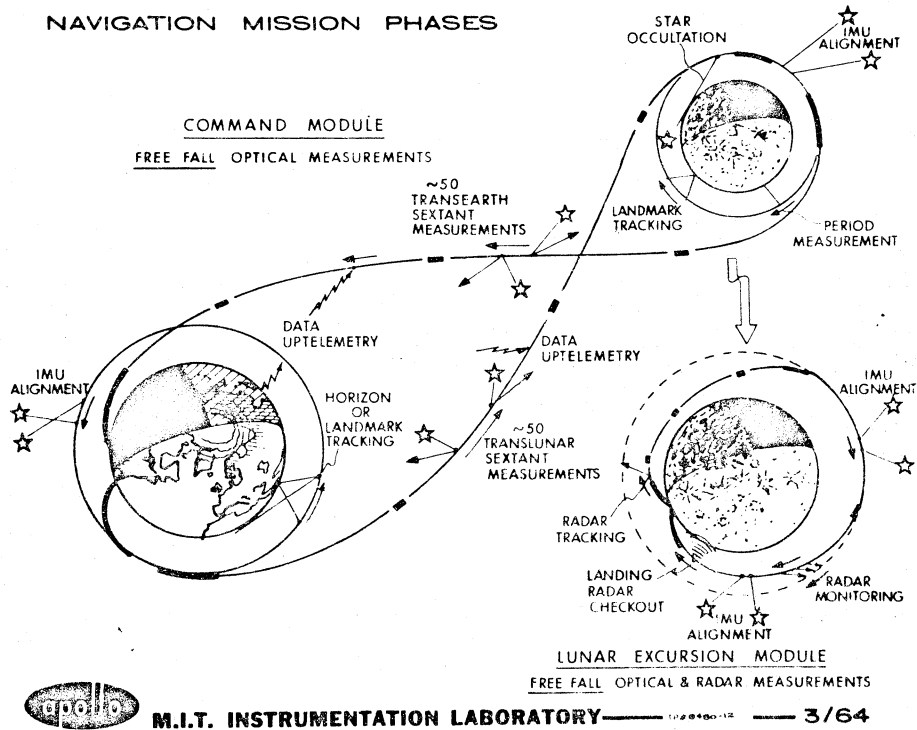 NAVIGATION MISSION PHASES
STAR
OCCULTATION
IMU
ALIGNMENT
COMMAND MODULE
FREE FALL OPTICAL MEASUREMENTS
~50
TRANSEARTH
SEXTANT
MEASUREMENTS
LANDMARK
TRACKING
PERIOD
MEASUREMENT
DATA
UPTELEMETRY
DATA
UPTELEMETRY
IMU
ALIGNMENT
HORIZON
OR
LANDMARK
TRACKING
IMU
ALIGNMENT
~50
TRANSLUNAR
SEXTANT
MEASUREMENTS
RADAR
TRACKING
LANDING
RADAR
CHECKOUT
RADAR
MONITORING
IMU
ALIGNMENT
LUNAR EXCURSION MODULE
FREE FALL OPTICAL & RADAR MEASUREMENTS
apollo
M.I.T. INSTRUMENTATION LABORATORY
3/64